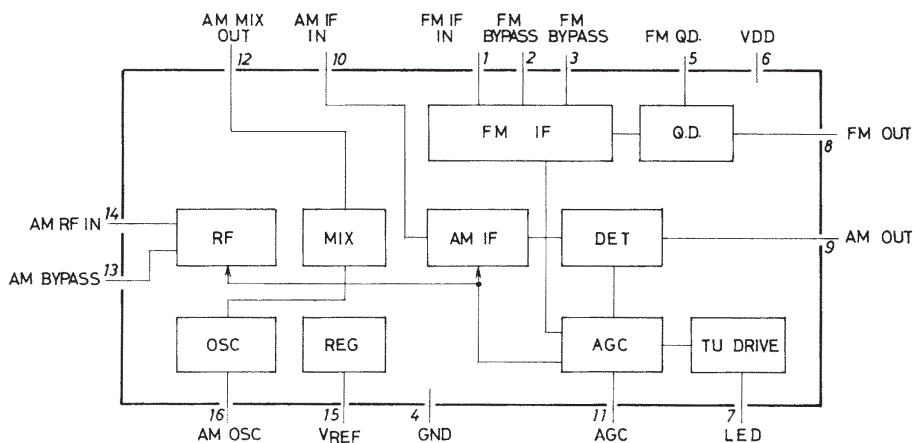 AM MIX OUT
AM IF IN
FM IF IN
FM BYPASS
FM BYPASS
FM Q.D.
VDD
12
10
1
2
3
5
6
FM IF
Q.D.
8
FM OUT
14
AM RF IN
RF
MIX
AM IF
DET
9
AM OUT
13
AM BYPASS
OSC
REG
AGC
TU DRIVE
16
15
4
11
7
AM OSC
VREF
GND
AGC
LED